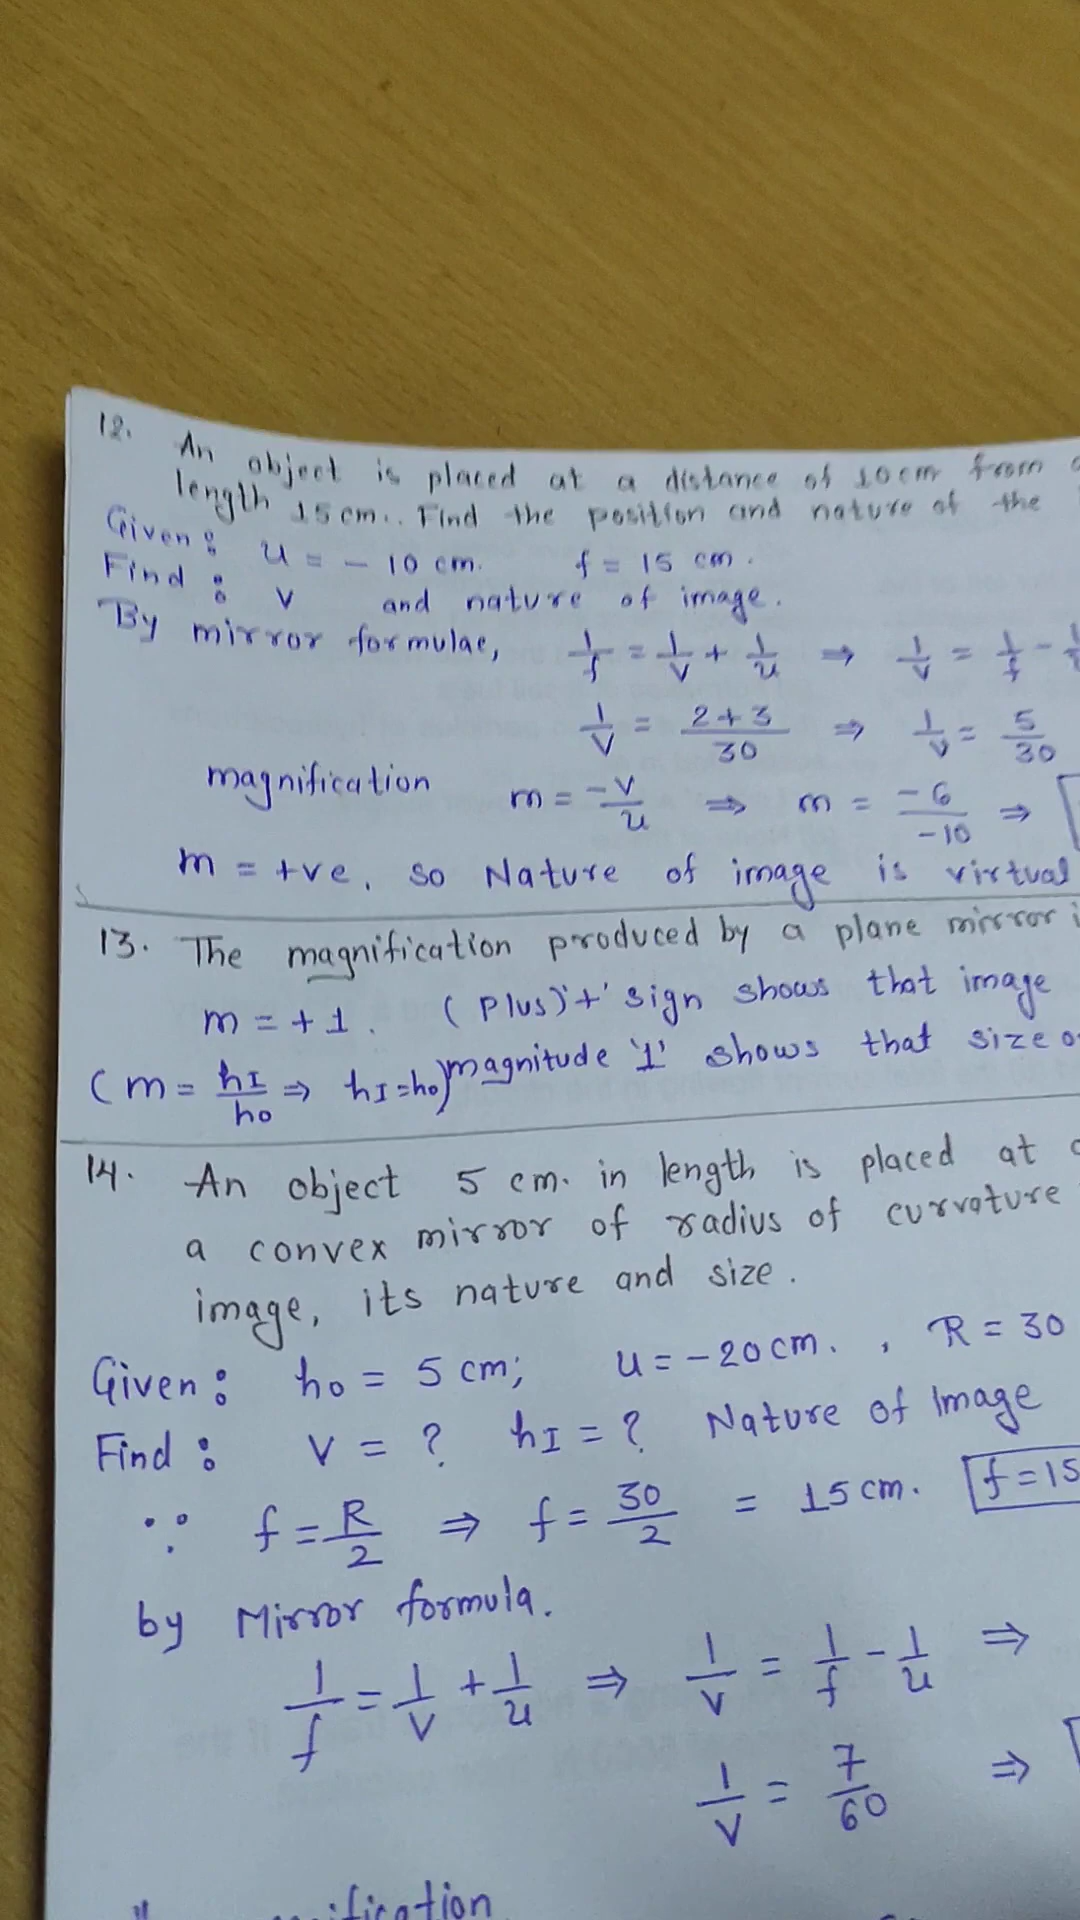 12. An object is placed at a distance of 10 cm from
length 15 cm.. Find the position and nature of the
Given: u = - 10 cm. f = 15 cm.
Find: v and nature of image.
By mirror formulae, 1/f = 1/v + 1/u ⇒ 1/v = 1/f -
1/v = 2+3/30 ⇒ 1/v = 5/30
magnification m = -v/u ⇒ m = -6/-10 ⇒
m = +ve, so Nature of image is virtual
13. The magnification produced by a plane mirror
m = +1. (Plus)'+' sign shows that image
(m = hI/ho ⇒ hI=ho) magnitude '1' shows that size
14. An object 5 cm. in length is placed at
a convex mirror of radius of curvature
image, its nature and size.
Given: ho = 5 cm; u = -20 cm. , R = 30
Find: v = ? hI = ? Nature of Image
∵ f = R/2 ⇒ f = 30/2 = 15 cm. f = 15
by Mirror formula.
1/f = 1/v + 1/u ⇒ 1/v = 1/f - 1/u ⇒
1/v = 7/60 ⇒